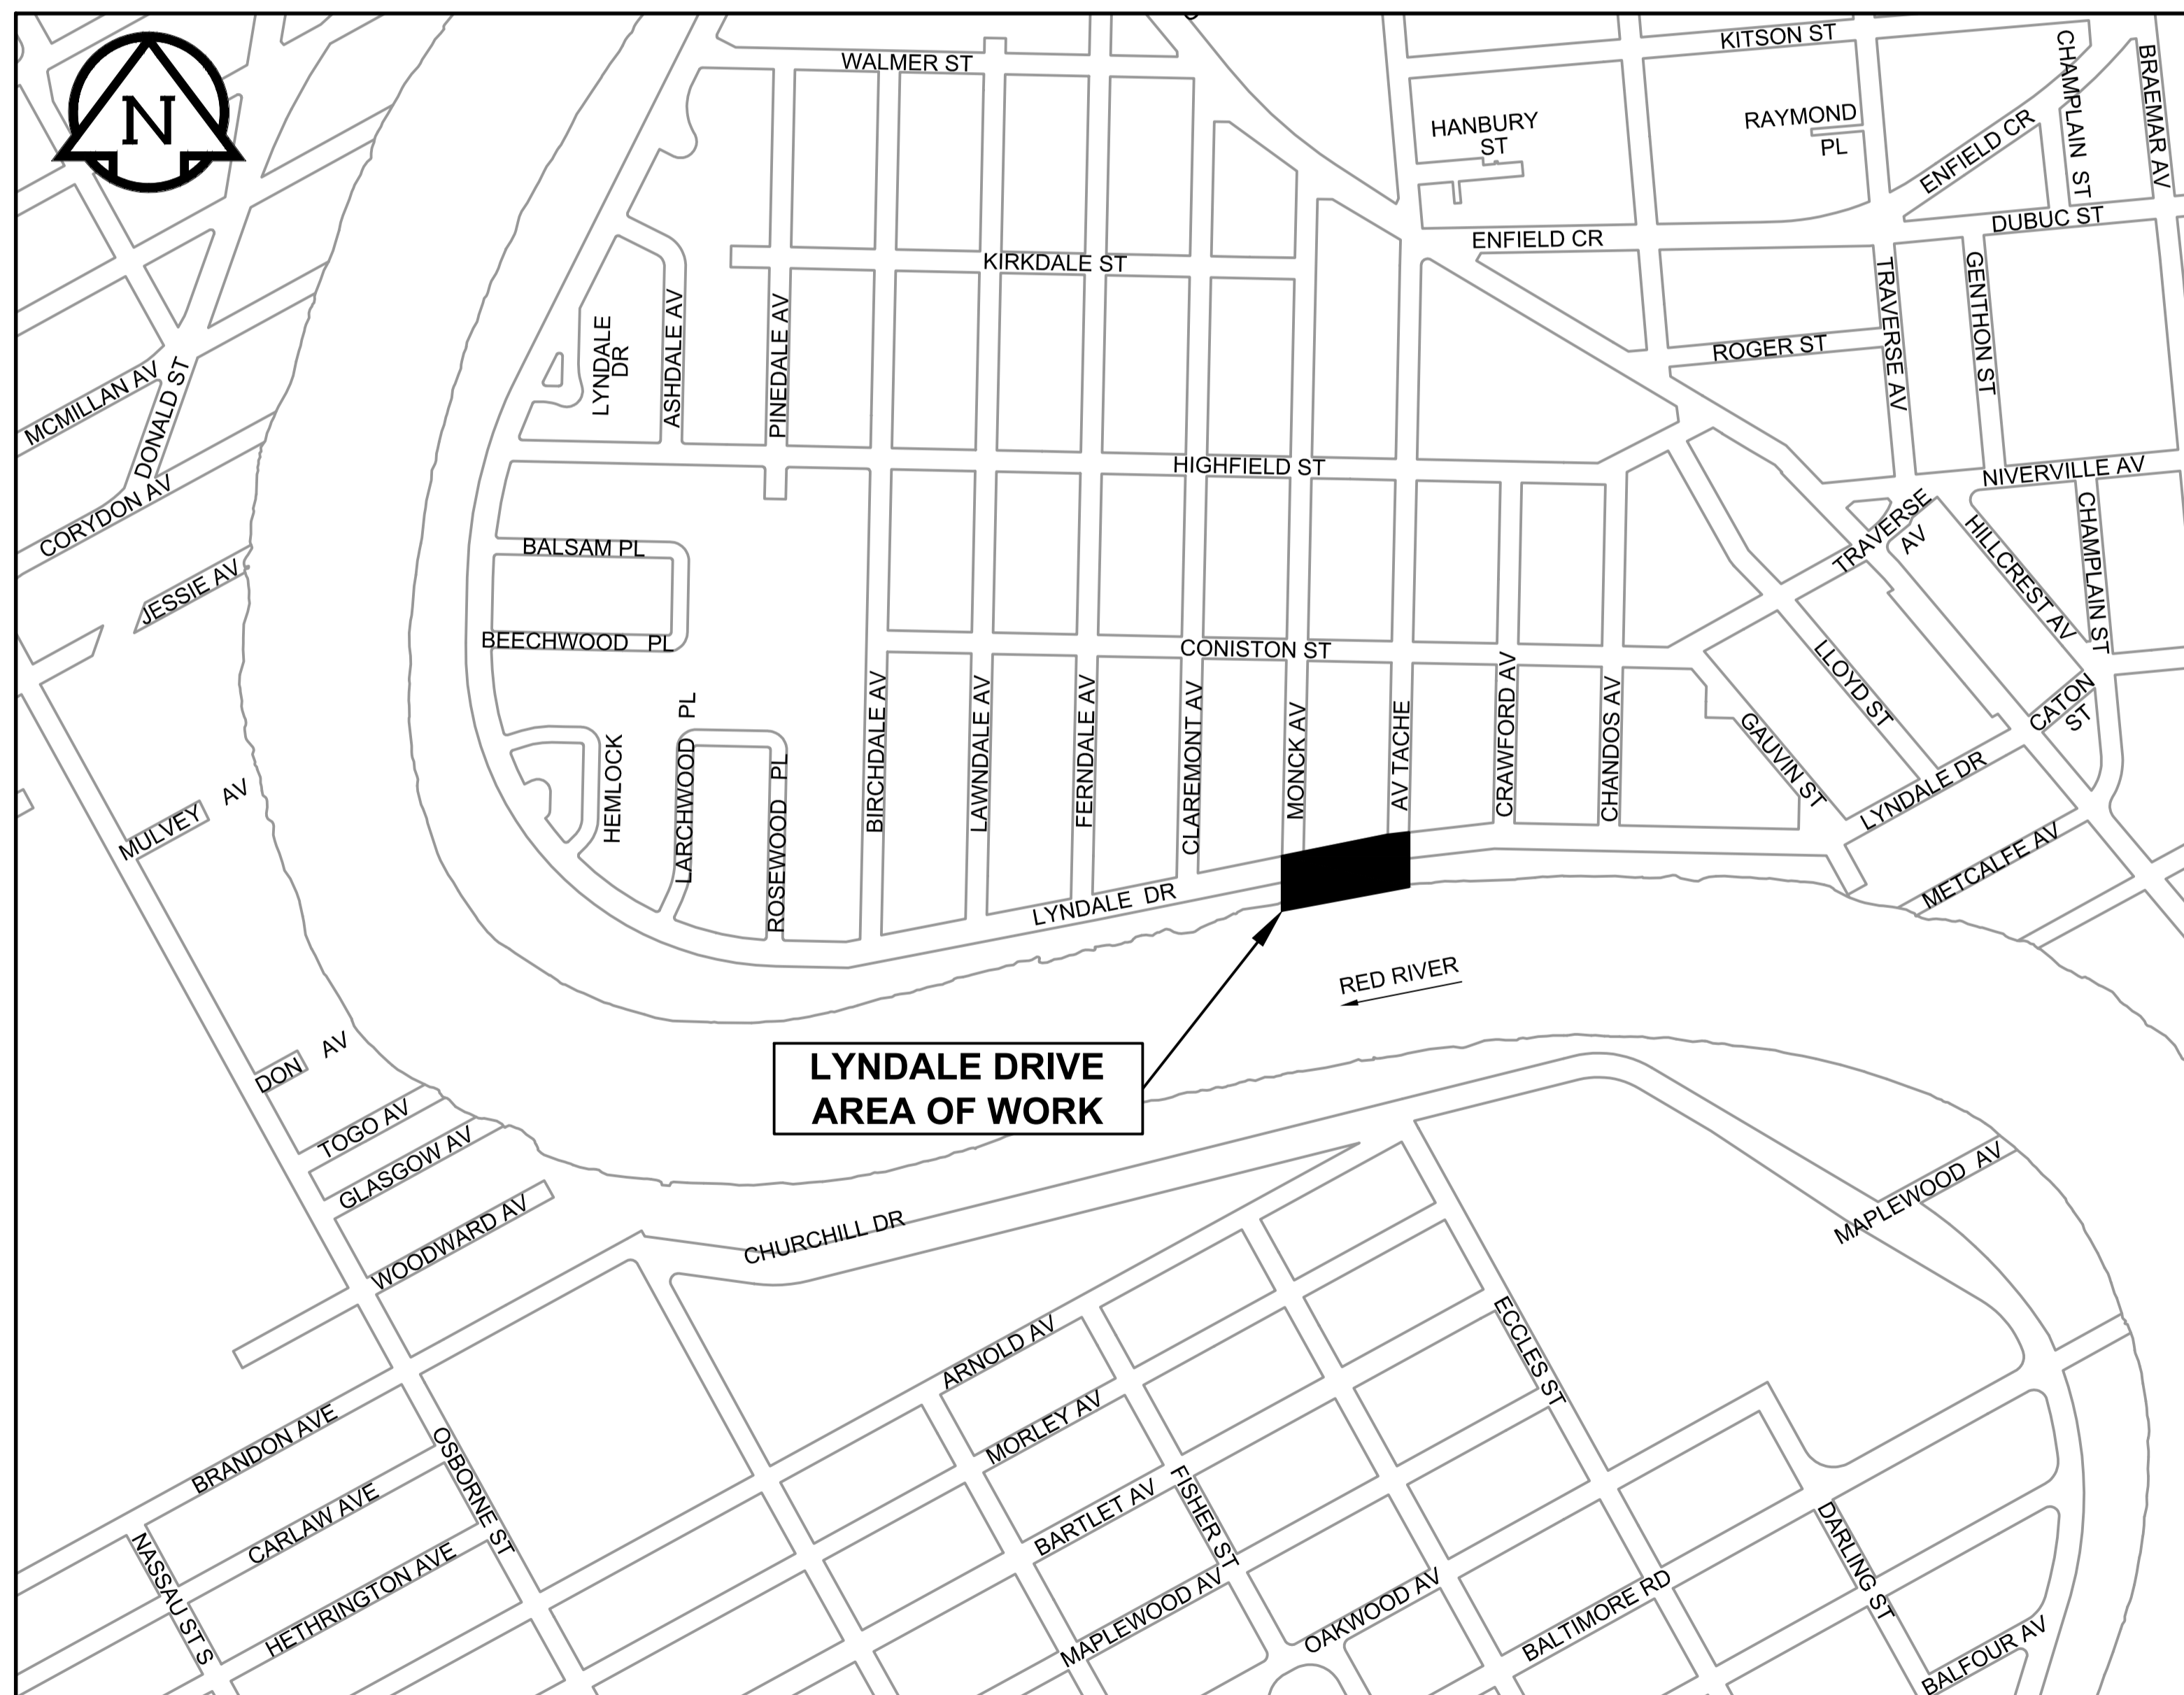 N
WALMER ST
KITSON ST
CHAMPLAIN ST
BRAEMAR AV
HANBURY
ST
RAYMOND
PL
ENFIELD CR
DUBUC ST
ENFIELD CR
KIRKDALE ST
TRAVERSE AV
GENTHON ST
LYNDALE
DR
ASHDALE AV
PINEDALE AV
ROGER ST
MCMILLAN AV
DONALD ST
CORYDON AV
HIGHFIELD ST
NIVERVILLE AV
JESSIE AV
BALSAM PL
TRAVERSE
AV
HILLCREST AV
CHAMPLAIN ST
BEECHWOOD PL
CONISTON ST
LLOYD ST
CATON
ST
GAUVIN ST
HEMLOCK
LARCHWOOD PL
ROSEWOOD PL
BIRCHDALE AV
LAWNDALE AV
FERNDALE AV
CLAREMONT AV
MONCK AV
AV TACHE
CRAWFORD AV
CHANDOS AV
LYNDALE DR
METCALFE AV
MULVEY AV
LYNDALE DR
RED RIVER
LYNDALE DRIVE
AREA OF WORK
DON AV
TOGO AV
GLASGOW AV
WOODWARD AV
CHURCHILL DR
MAPLEWOOD AV
ARNOLD AV
ECCLES ST
MORLEY AV
BRANDON AVE
OSBORNE ST
CARLAW AVE
BARTLET AV
FISHER ST
NASSAU ST S
HETHRINGTON AVE
MAPLEWOOD AV
OAKWOOD AV
BALTIMORE RD
DARLING ST
BALFOUR AV